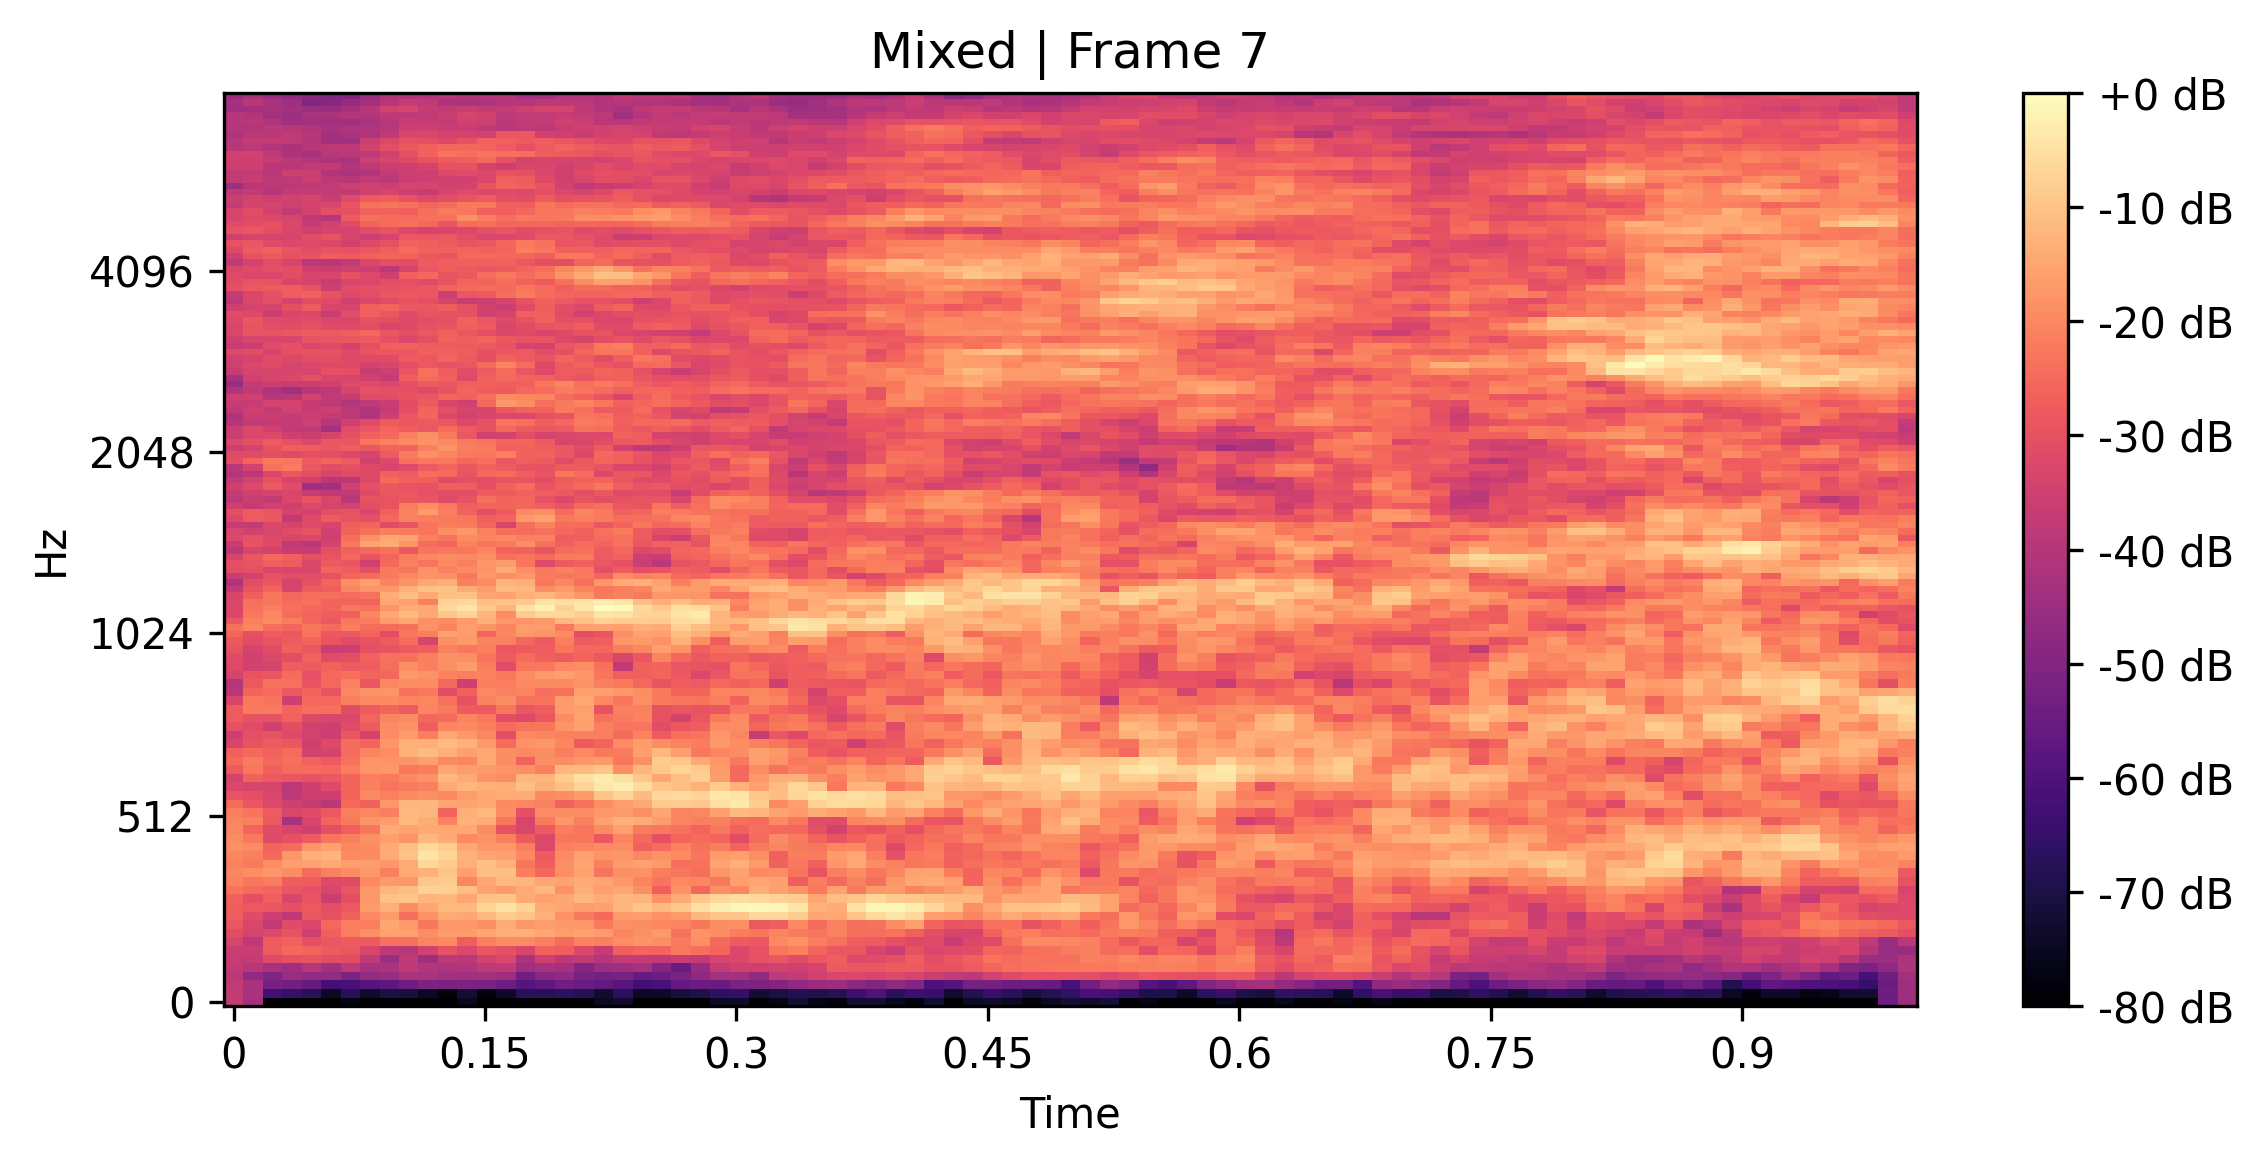 Mixed | Frame 7
Hz
4096
2048
1024
512
0
0 0.15 0.3 0.45 0.6 0.75 0.9
Time
+0 dB
-10 dB
-20 dB
-30 dB
-40 dB
-50 dB
-60 dB
-70 dB
-80 dB